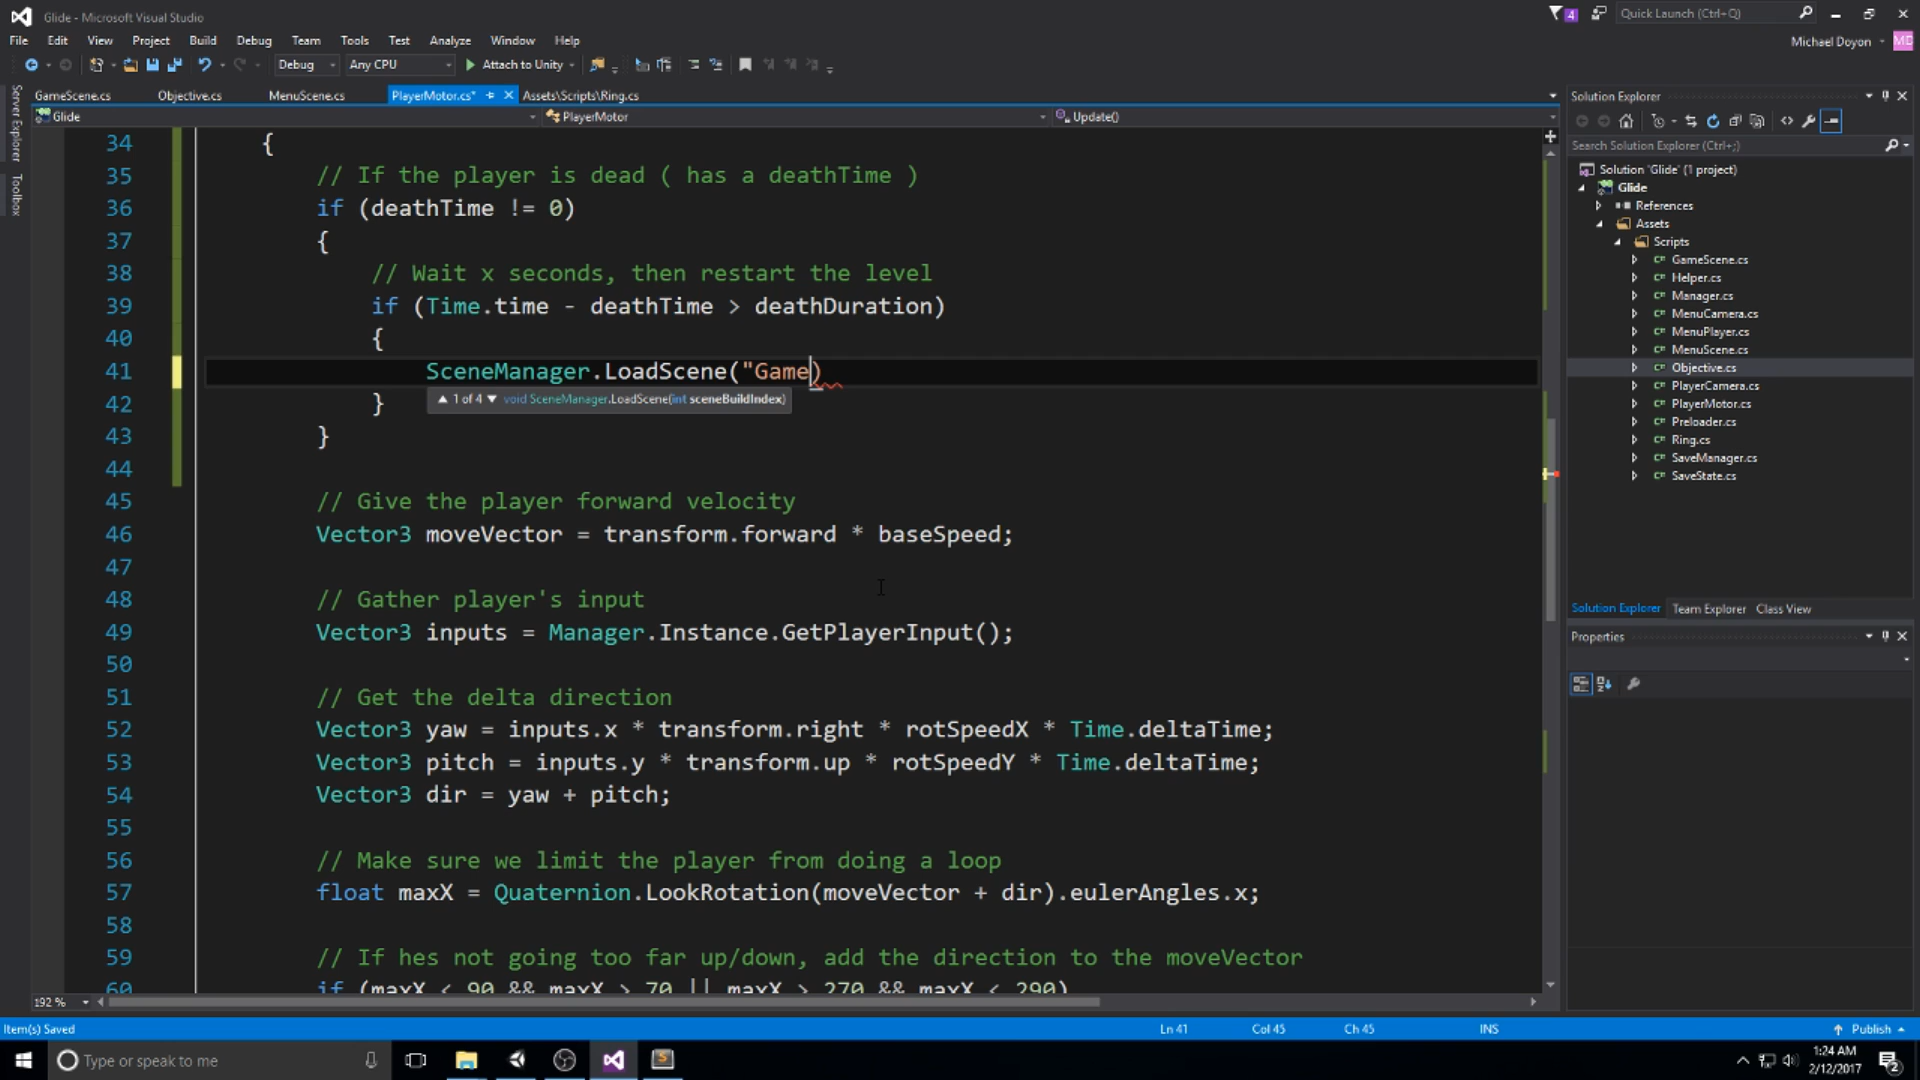 Glide - Microsoft Visual Studio
4
Quick Launch (Ctrl+Q)
File Edit View Project Build Debug Team Tools Test Analyze Window Help
Michael Doyon
MD
Debug Any CPU Attach to Unity
GameScene.cs Objective.cs MenuScene.cs PlayerMotor.cs* Assets\Scripts\Ring.cs
Glide PlayerMotor Update()
Server Explorer
Toolbox
34 {
35 // If the player is dead ( has a deathTime )
36 if (deathTime != 0)
37 {
38 // Wait x seconds, then restart the level
39 if (Time.time - deathTime > deathDuration)
40 {
41 SceneManager.LoadScene("Game)
1 of 4 void SceneManager.LoadScene(int sceneBuildIndex)
42 }
43 }
44
45 // Give the player forward velocity
46 Vector3 moveVector = transform.forward * baseSpeed;
47
48 // Gather player's input
49 Vector3 inputs = Manager.Instance.GetPlayerInput();
50
51 // Get the delta direction
52 Vector3 yaw = inputs.x * transform.right * rotSpeedX * Time.deltaTime;
53 Vector3 pitch = inputs.y * transform.up * rotSpeedY * Time.deltaTime;
54 Vector3 dir = yaw + pitch;
55
56 // Make sure we limit the player from doing a loop
57 float maxX = Quaternion.LookRotation(moveVector + dir).eulerAngles.x;
58
59 // If hes not going too far up/down, add the direction to the moveVector
60 if (maxX < 90 && maxX > 70 || maxX > 270 && maxX < 290)
192 %
Solution Explorer
Search Solution Explorer (Ctrl+;)
Solution 'Glide' (1 project)
Glide
References
Assets
Scripts
GameScene.cs
Helper.cs
Manager.cs
MenuCamera.cs
MenuPlayer.cs
MenuScene.cs
Objective.cs
PlayerCamera.cs
PlayerMotor.cs
Preloader.cs
Ring.cs
SaveManager.cs
SaveState.cs
Solution Explorer Team Explorer Class View
Properties
Item(s) Saved Ln 41 Col 45 Ch 45 INS Publish
Type or speak to me
1:24 AM
2/12/2017
2